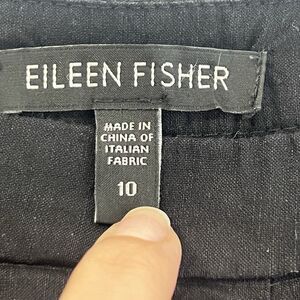 EILEEN FISHER
MADE IN
CHINA OF
ITALIAN
FABRIC
10